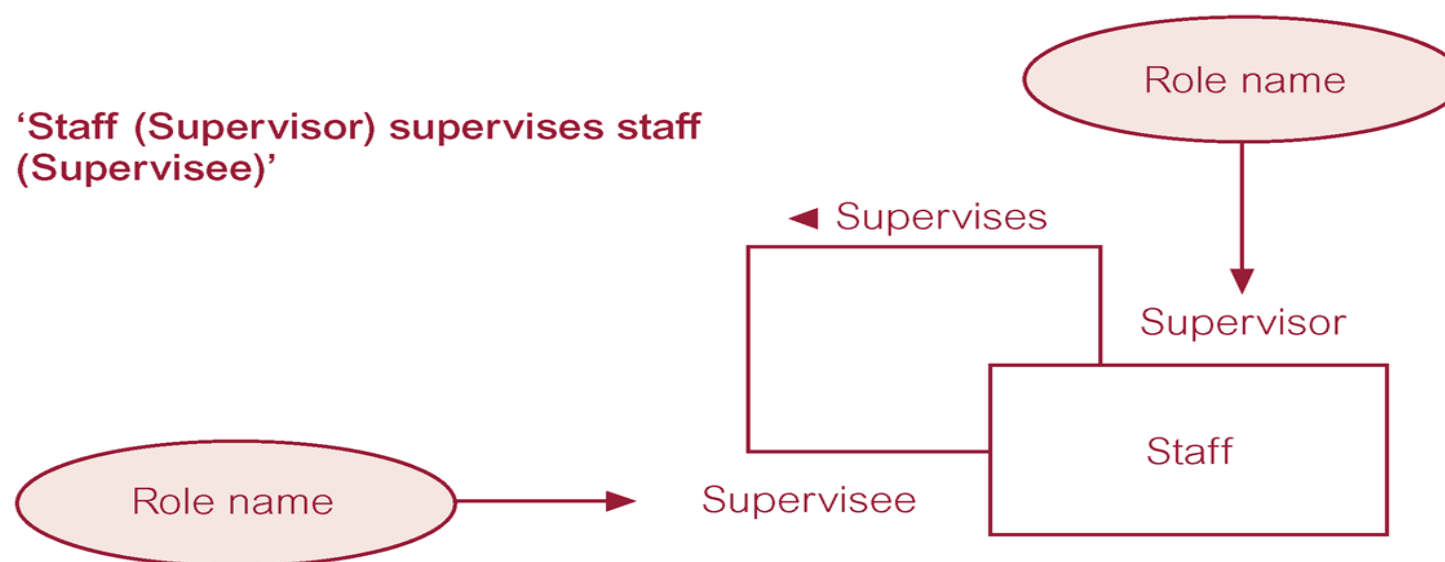 Role name
‘Staff (Supervisor) supervises staff
(Supervisee)’
◄ Supervises
Supervisor
Staff
Role name
Supervisee